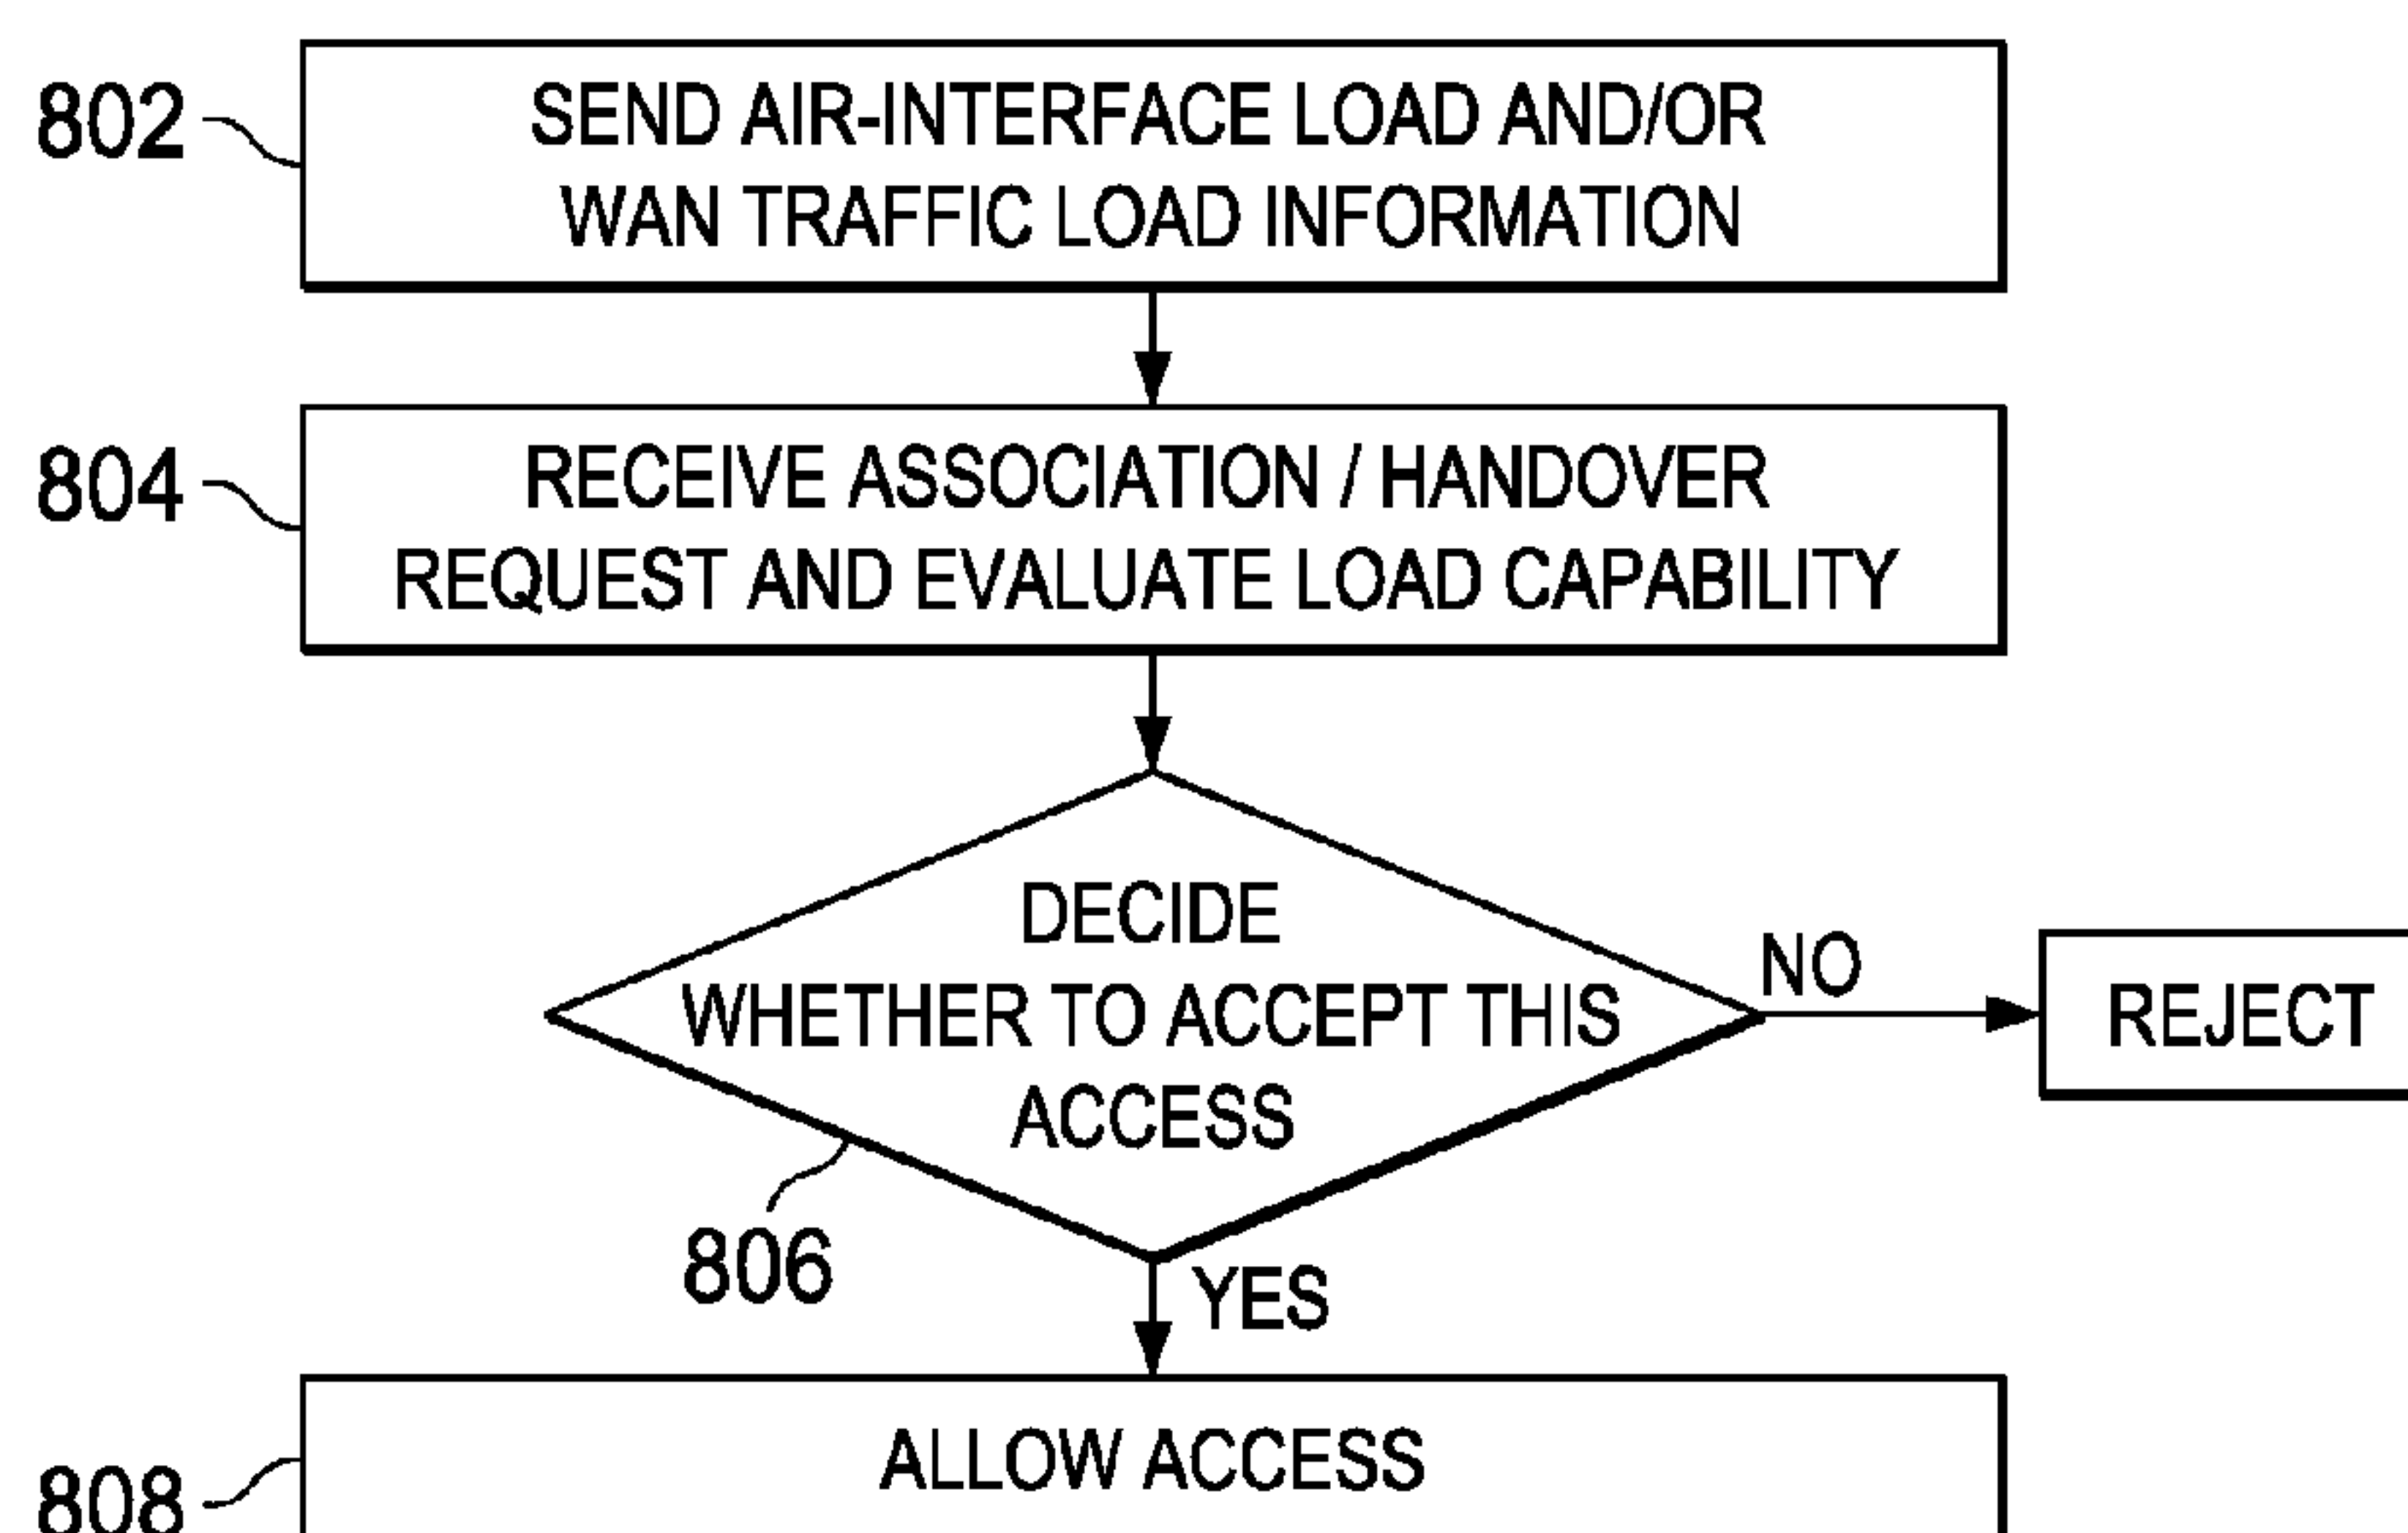 802
SEND AIR-INTERFACE LOAD AND/OR
WAN TRAFFIC LOAD INFORMATION
804
RECEIVE ASSOCIATION / HANDOVER
REQUEST AND EVALUATE LOAD CAPABILITY
DECIDE
WHETHER TO ACCEPT THIS
ACCESS
NO
REJECT
806
YES
ALLOW ACCESS
808